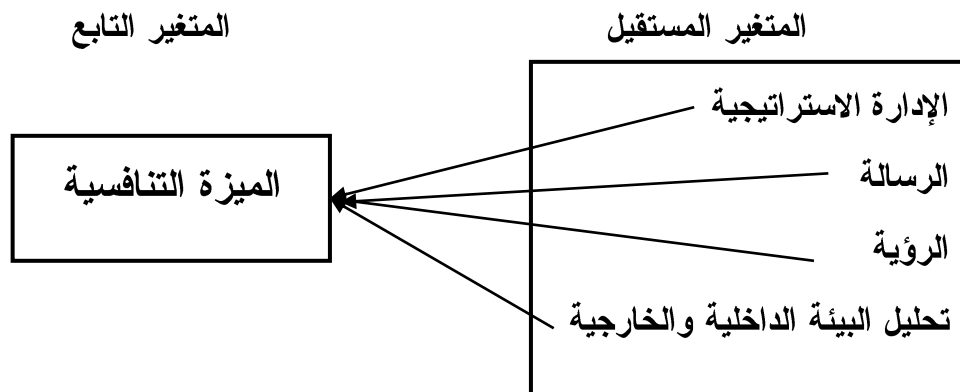 المتغير المستقيل
المتغير التابع
الإدارة الاستراتيجية
الرسالة
الرؤية
تحليل البيئة الداخلية والخارجية
الميزة التنافسية